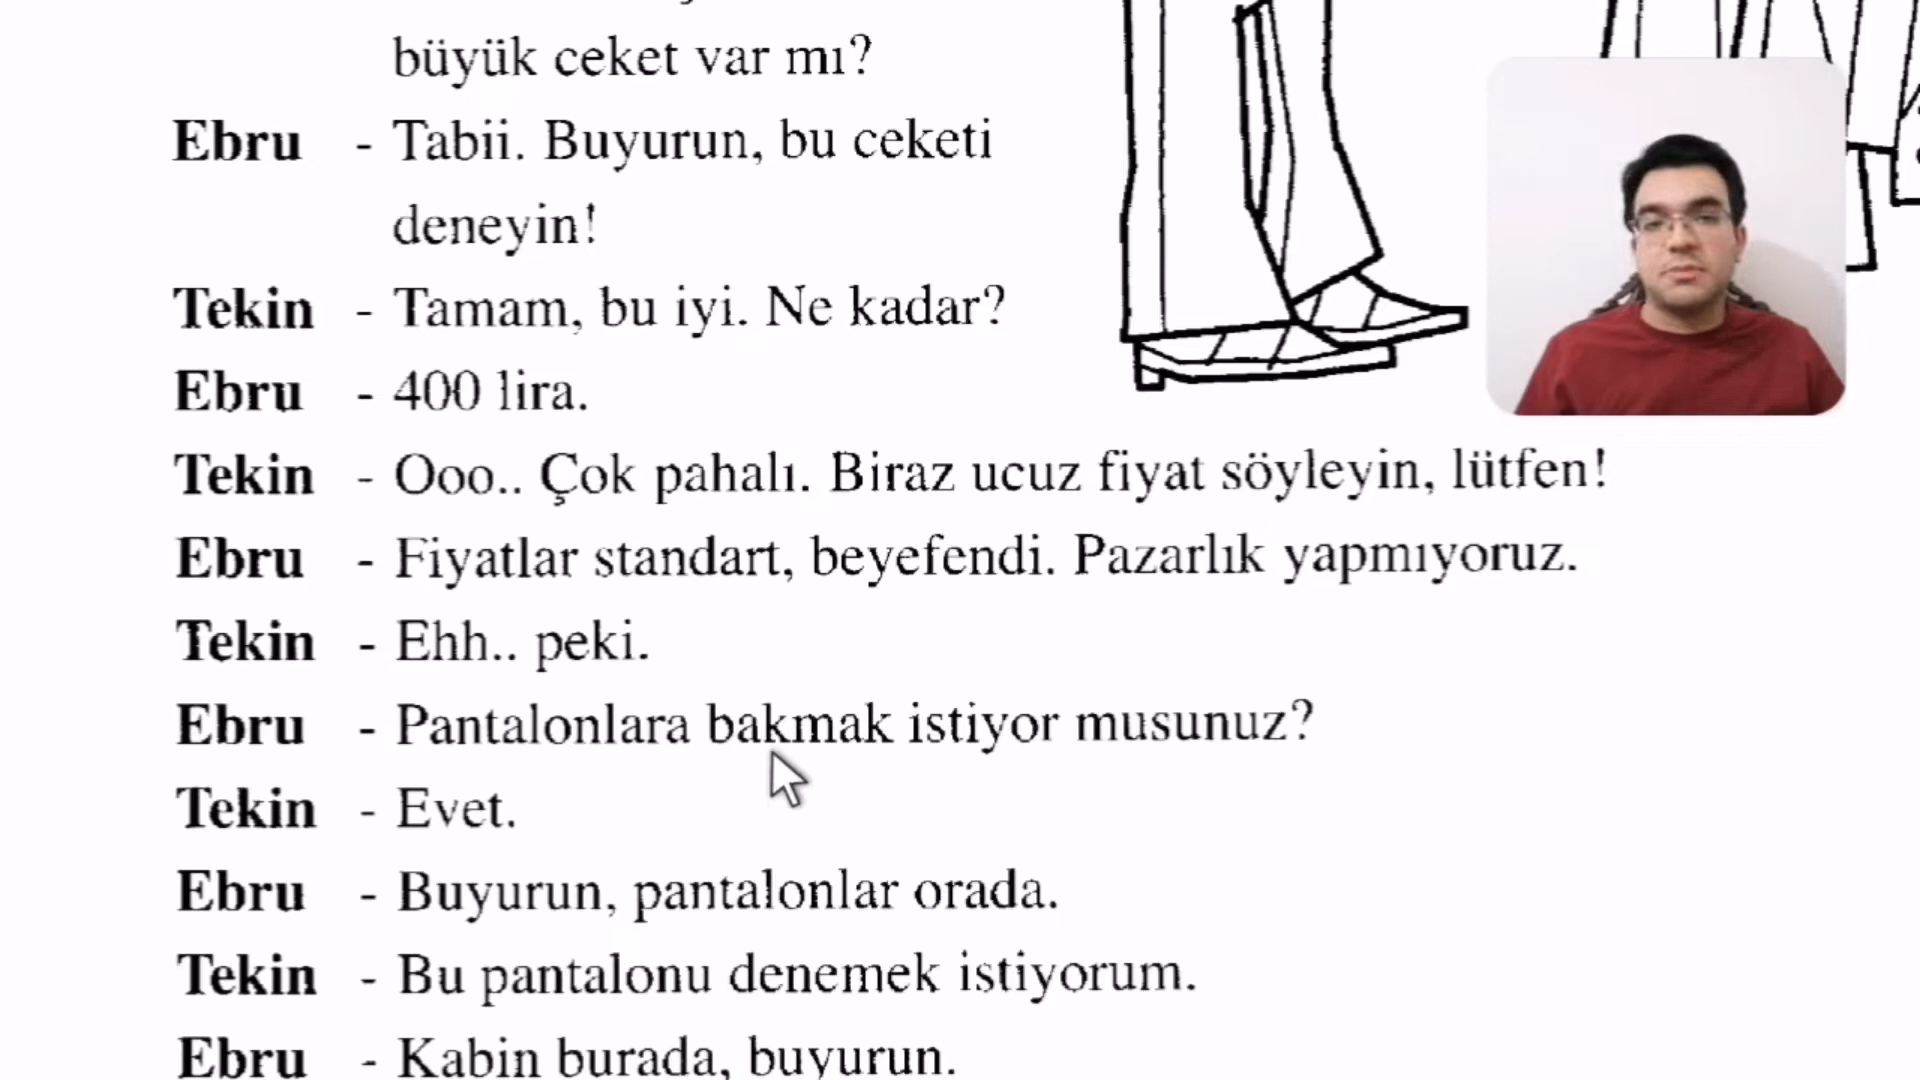 büyük ceket var mı?
Ebru - Tabii. Buyurun, bu ceketi
deneyin!
Tekin - Tamam, bu iyi. Ne kadar?
Ebru - 400 lira.
Tekin - Ooo.. Çok pahalı. Biraz ucuz fiyat söyleyin, lütfen!
Ebru - Fiyatlar standart, beyefendi. Pazarlık yapmıyoruz.
Tekin - Ehh.. peki.
Ebru - Pantalonlara bakmak istiyor musunuz?
Tekin - Evet.
Ebru - Buyurun, pantalonlar orada.
Tekin - Bu pantalonu denemek istiyorum.
Ebru - Kabin burada, buyurun.